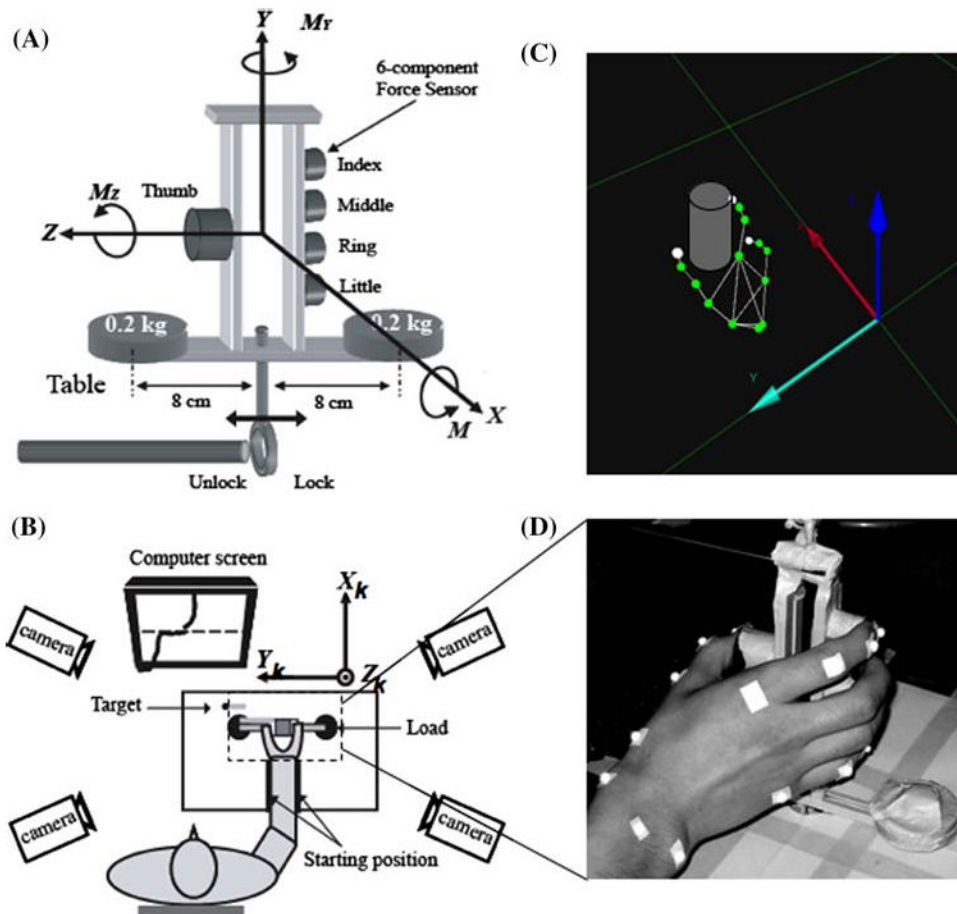 (A)
Y
MY
6-component
Force Sensor
Index
Middle
Ring
Little
Thumb
MZ
Z
0.2 kg
0.2 kg
Table
8 cm
8 cm
M
X
Unlock
Lock
(B)
Computer screen
Xk
Yk
Zk
camera
camera
Target
Load
camera
camera
Starting position
(C)
Y
(D)